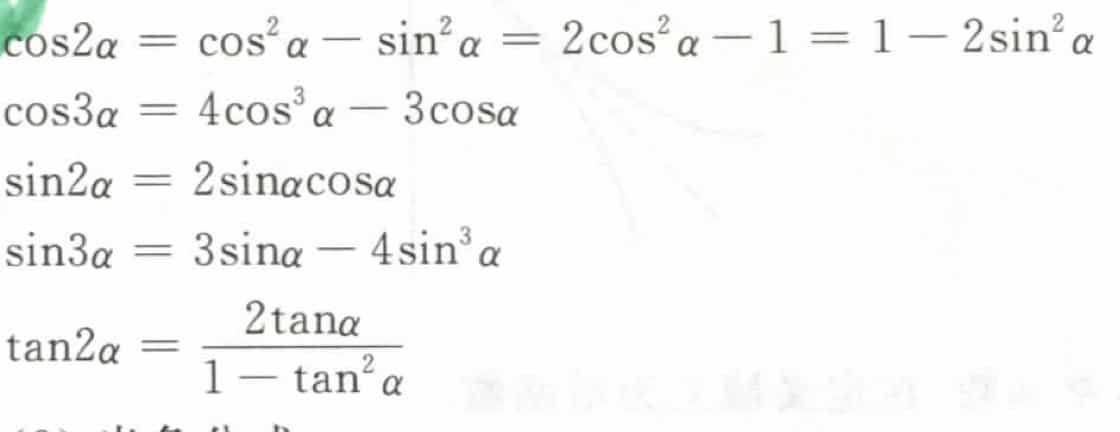 cos2α = cos²α − sin²α = 2cos²α − 1 = 1 − 2sin²α
cos3α = 4cos³α − 3cosα
sin2α = 2sinαcosα
sin3α = 3sinα − 4sin³α
tan2α = 2tanα / (1 − tan²α)